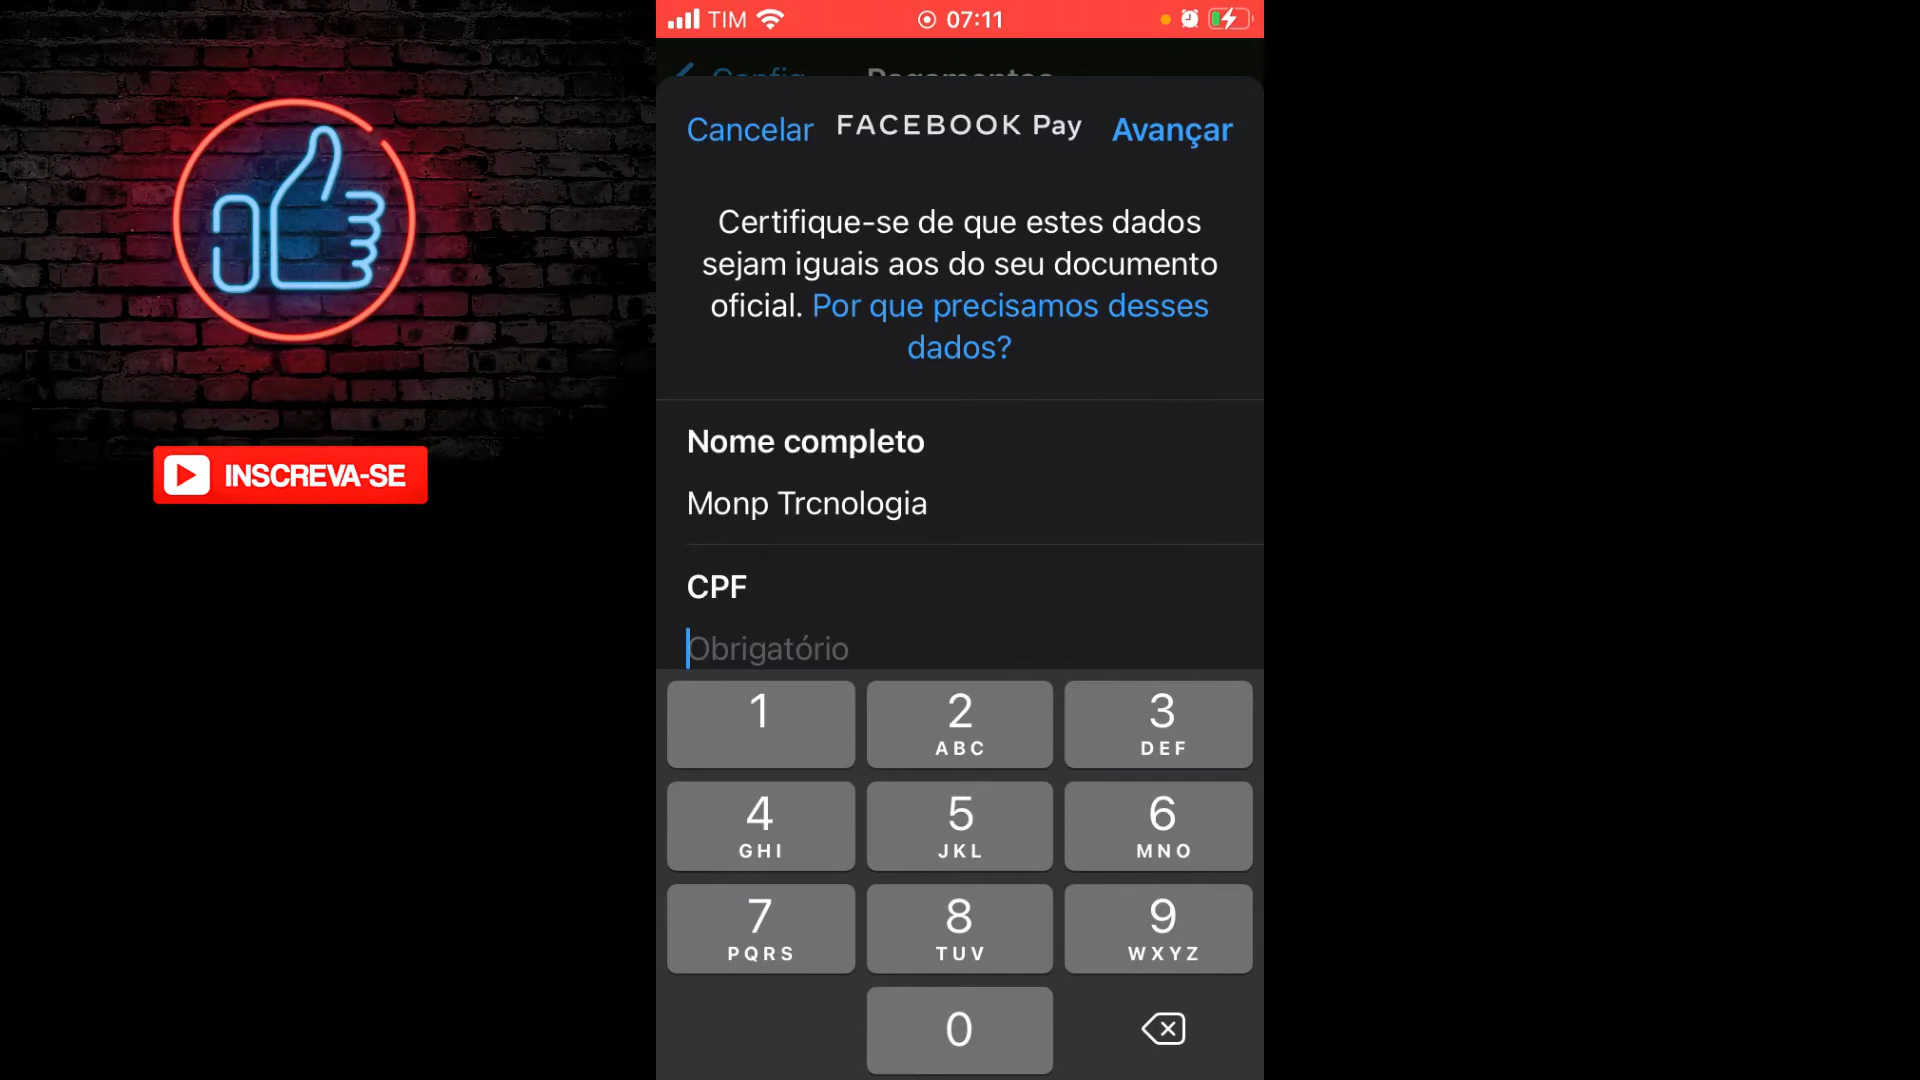 TIM 07:11
Config Pagamentos
Cancelar FACEBOOK Pay Avançar
Certifique-se de que estes dados
sejam iguais aos do seu documento
oficial. Por que precisamos desses
dados?
Nome completo
Monp Trcnologia
CPF
Obrigatório
INSCREVA-SE
1
2
ABC
3
DEF
4
GHI
5
JKL
6
MNO
7
PQRS
8
TUV
9
WXYZ
0